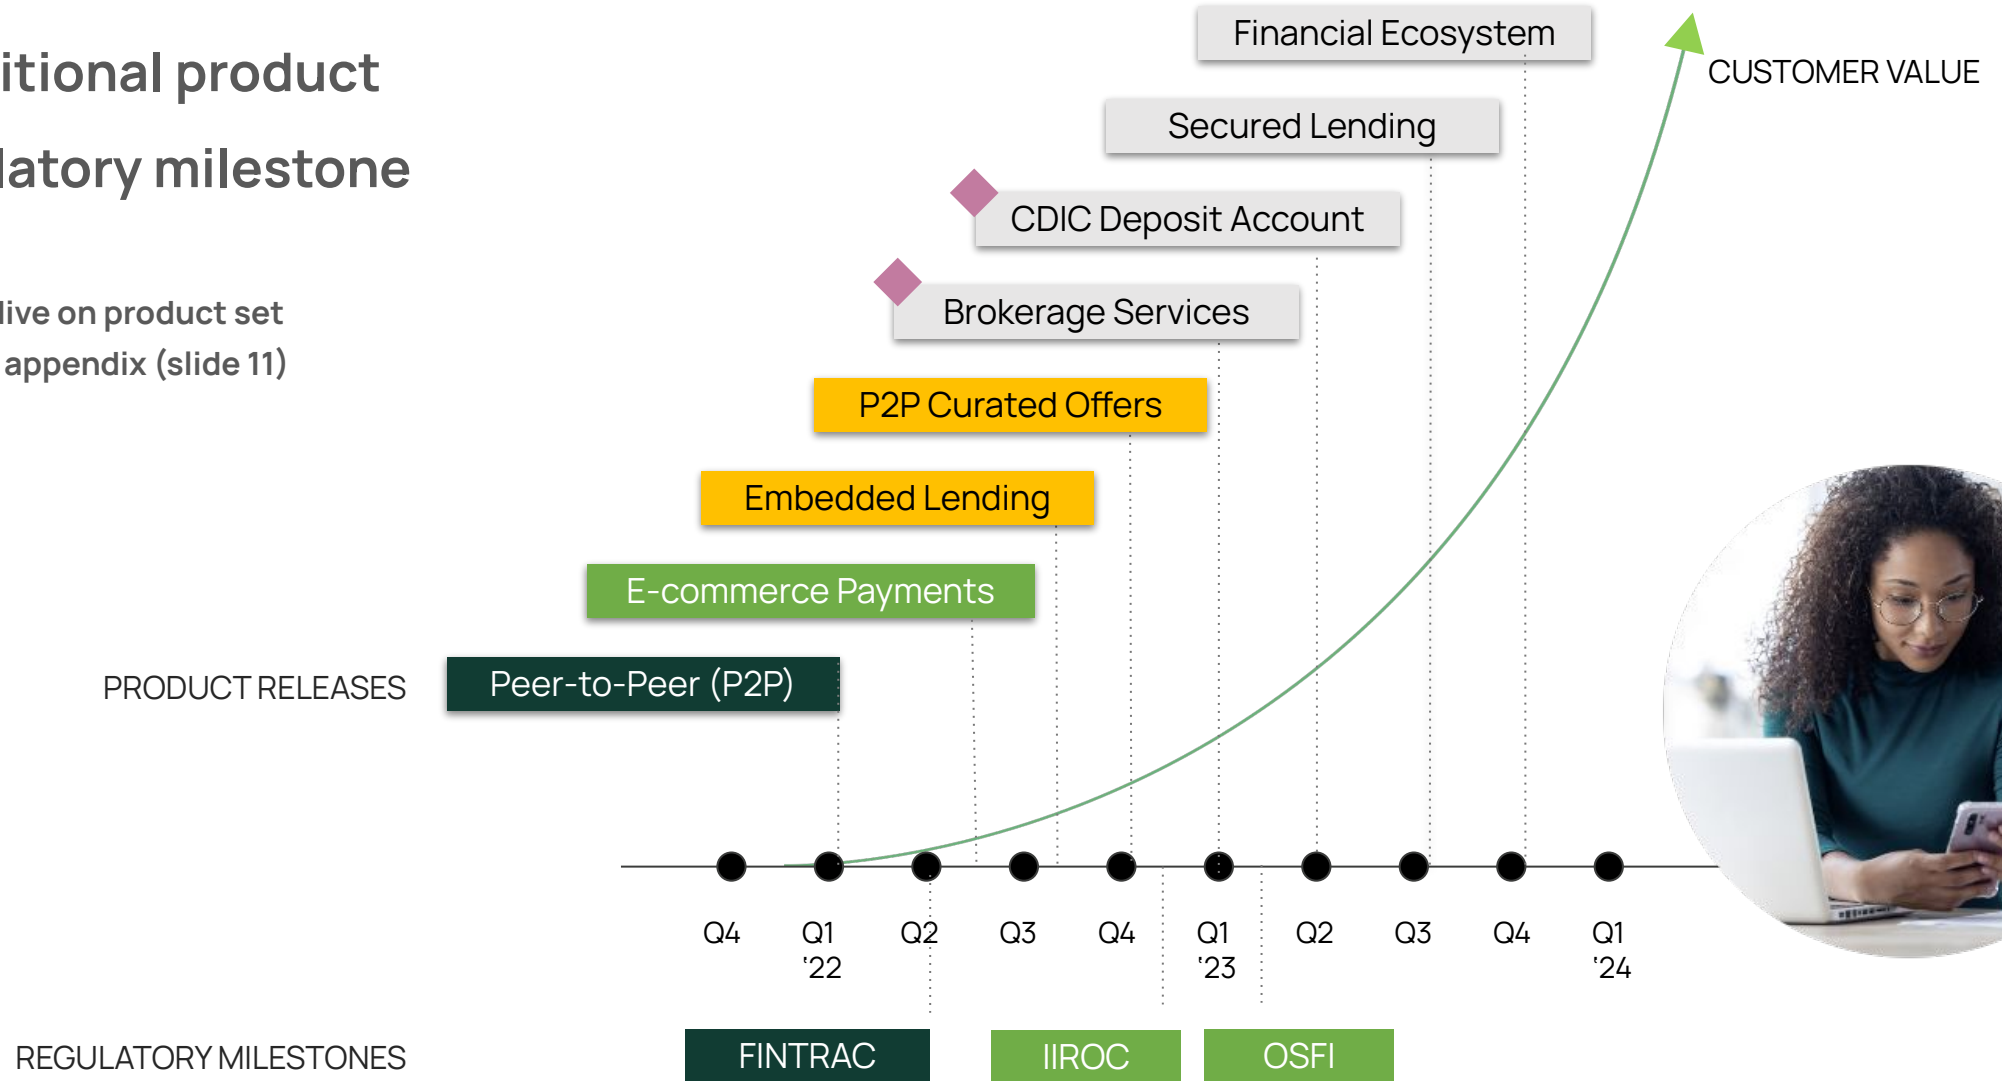 itional product
latory milestone
live on product set
appendix (slide 11)
Financial Ecosystem
CUSTOMER VALUE
Secured Lending
CDIC Deposit Account
Brokerage Services
P2P Curated Offers
Embedded Lending
E-commerce Payments
PRODUCT RELEASES
Peer-to-Peer (P2P)
Q4 Q1 Q2 Q3 Q4 Q1 Q2 Q3 Q4 Q1
‘22 ‘23 ‘24
REGULATORY MILESTONES
FINTRAC
IIROC
OSFI